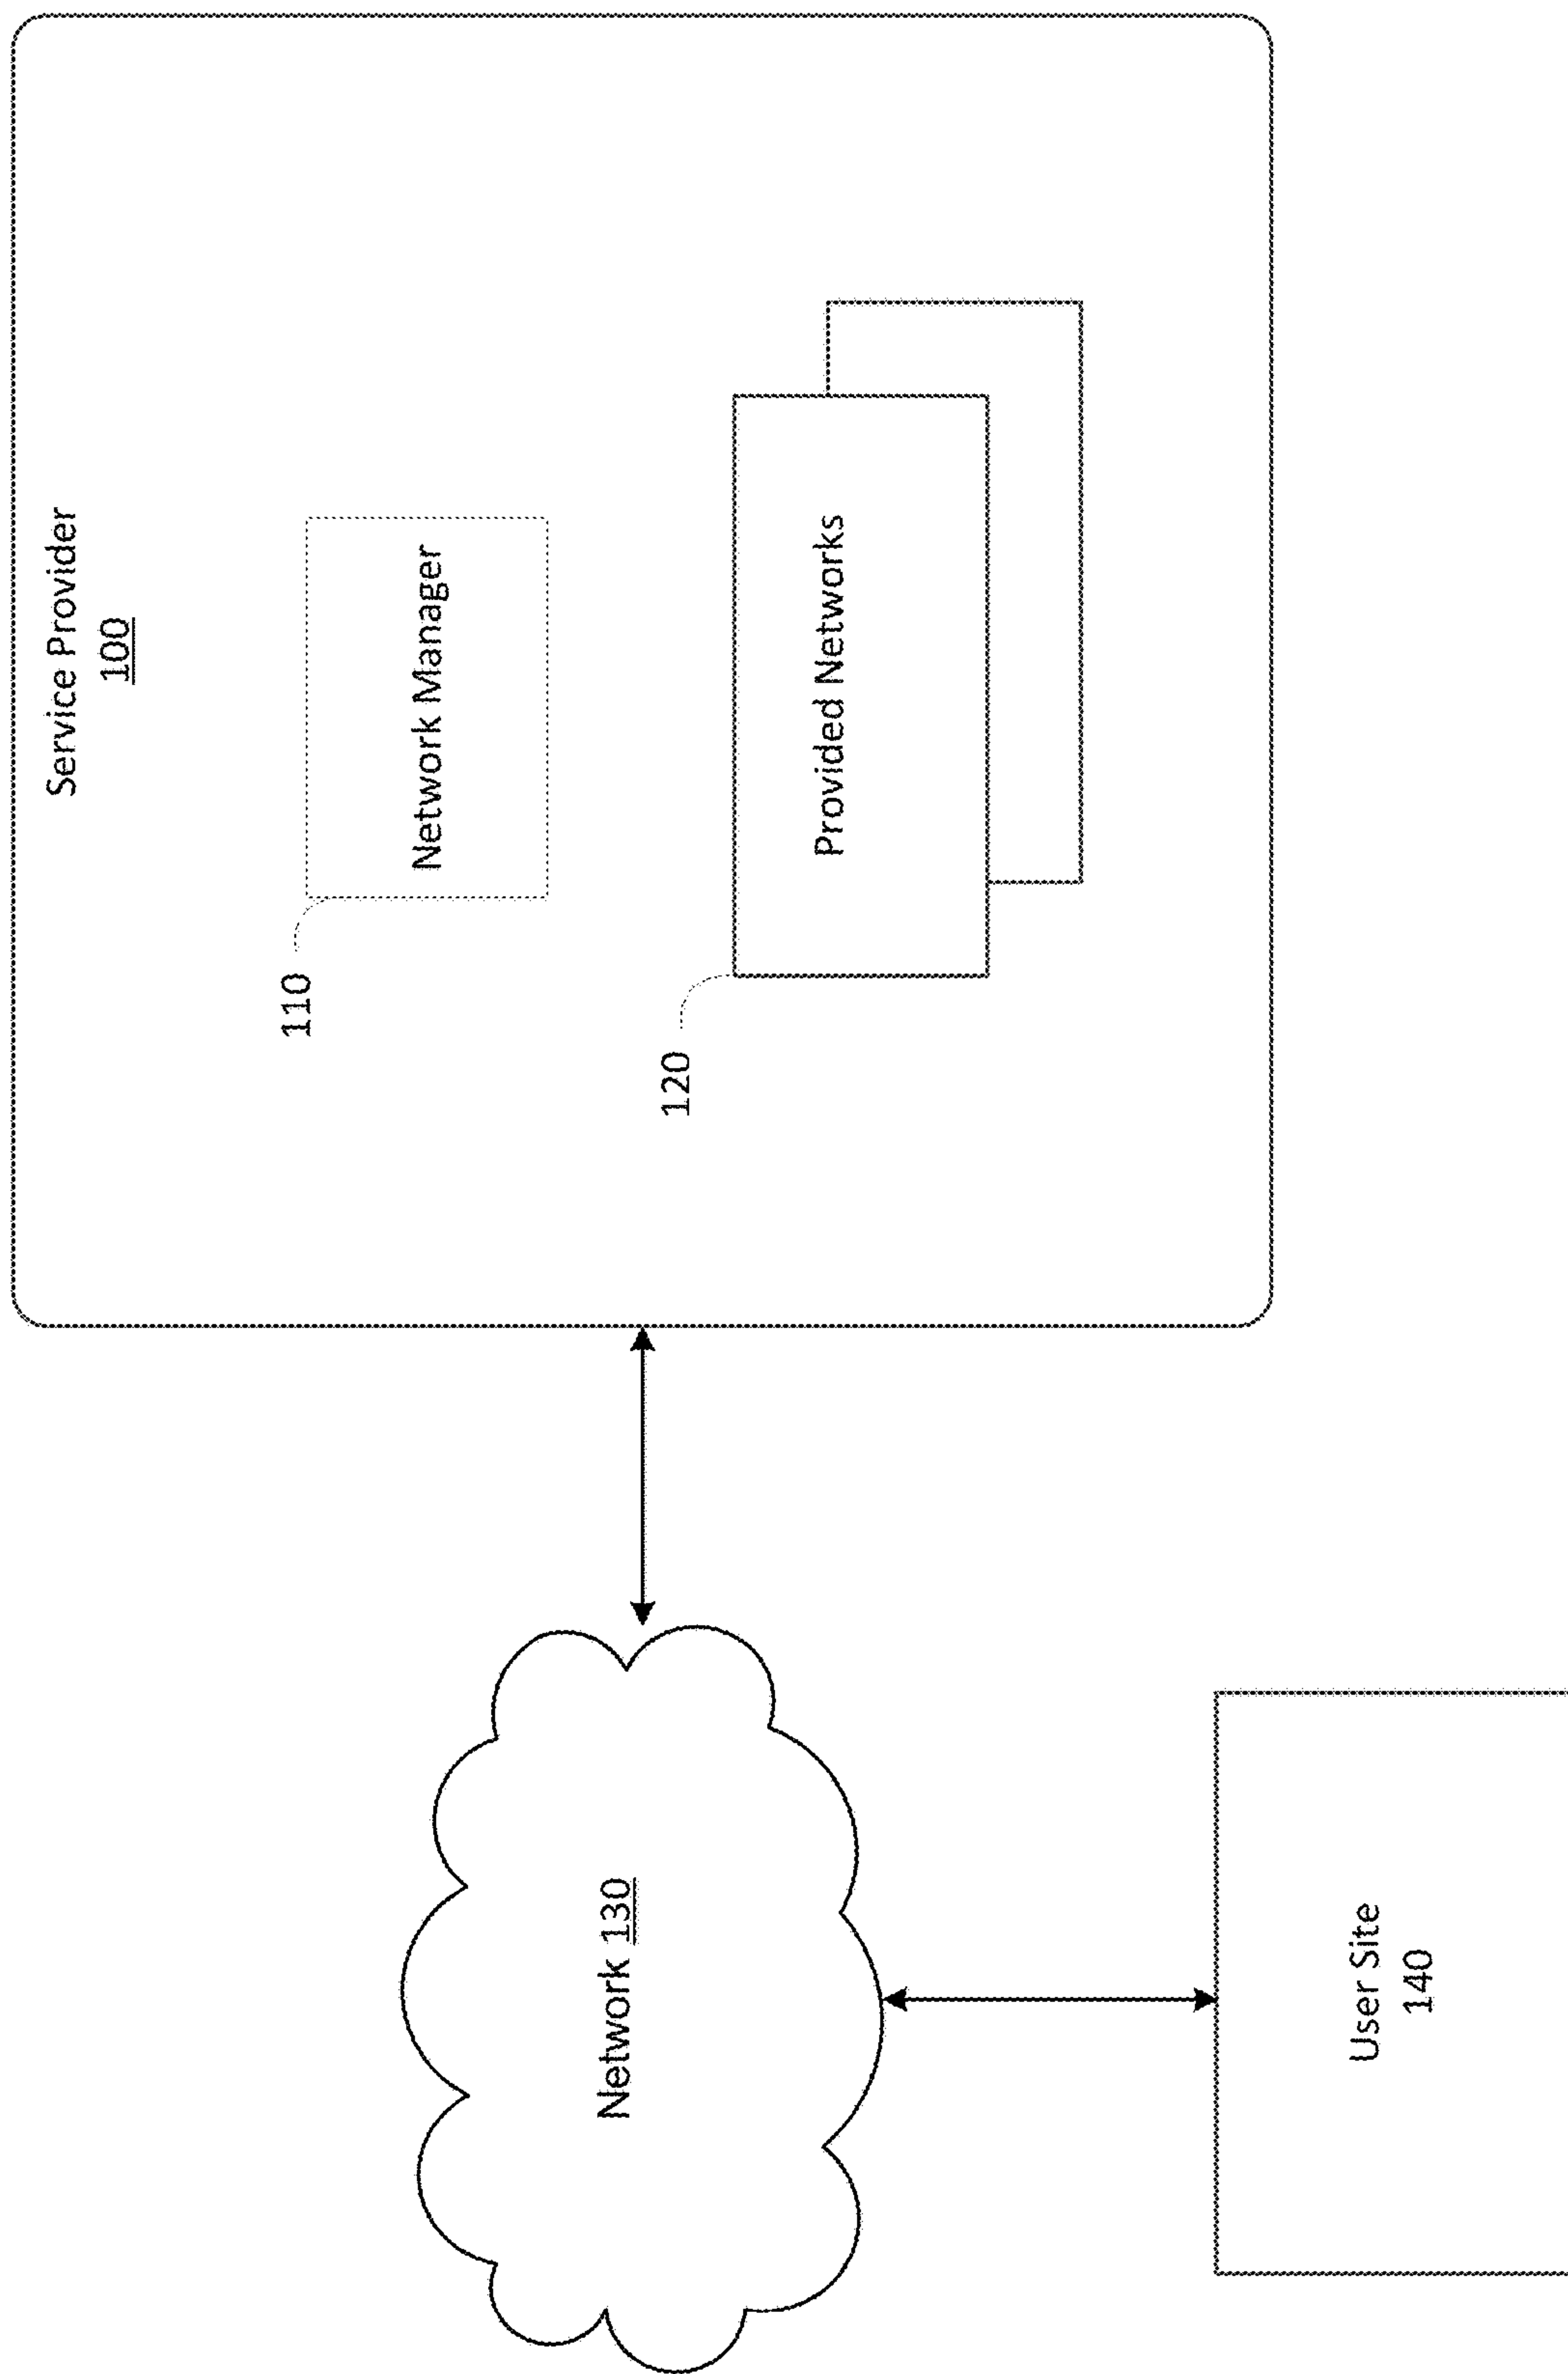 Service Provider
100
110
Network Manager
120
Provided Networks
Network 130
User Site
140